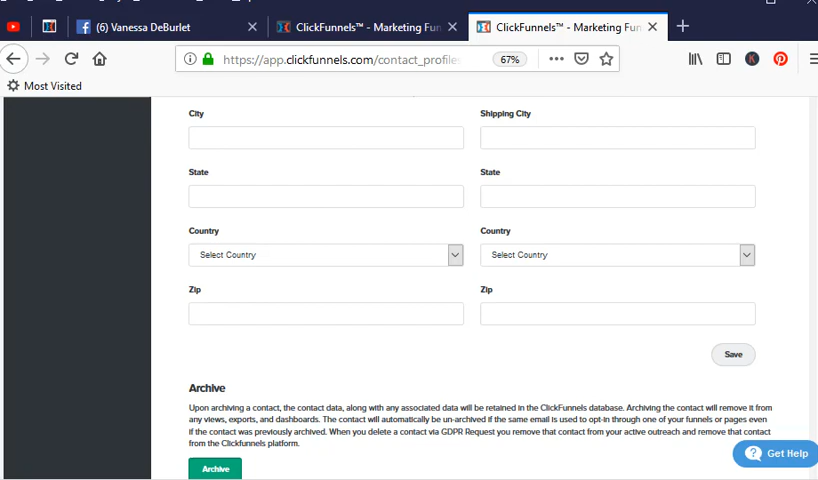 (6) Vanessa DeBurlet
ClickFunnels™ - Marketing Fun
ClickFunnels™ - Marketing Fun
https://app.clickfunnels.com/contact_profiles
67%
K
Most Visited
City
Shipping City
State
State
Country
Country
Select Country
Select Country
Zip
Zip
Save
Archive
Upon archiving a contact, the contact data, along with any associated data will be retained in the ClickFunnels database. Archiving the contact will remove it from
any views, exports, and dashboards. The contact will automatically be un-archived if the same email is used to opt-in through one of your funnels or pages even
if the contact was previously archived. When you delete a contact via GDPR Request you remove that contact from your active outreach and remove that contact
from the Clickfunnels platform.
Archive
Get Help